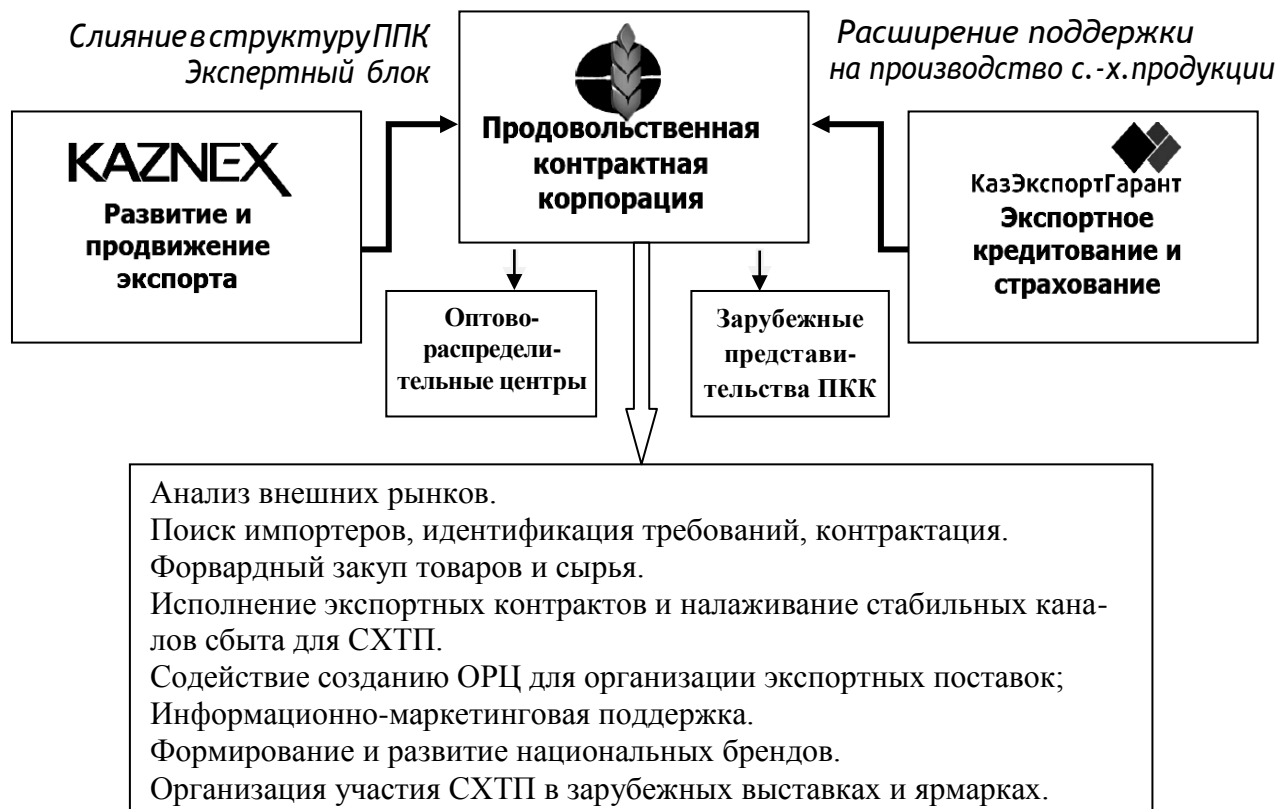 Слияние в структуру ППК
Экспертный блок
Расширение поддержки
на производство с.-х. продукции
KAZNEX
Развитие и
продвижение
экспорта
Продовольственная
контрактная
корпорация
КазЭкспортГарант
Экспортное
кредитование и
страхование
Оптово-
распредели-
тельные центры
Зарубежные
представи-
тельства ПКК
Анализ внешних рынков.
Поиск импортеров, идентификация требований, контрактация.
Форвардный закуп товаров и сырья.
Исполнение экспортных контрактов и налаживание стабильных кана-
лов сбыта для СХТП.
Содействие созданию ОРЦ для организации экспортных поставок;
Информационно-маркетинговая поддержка.
Формирование и развитие национальных брендов.
Организация участия СХТП в зарубежных выставках и ярмарках.